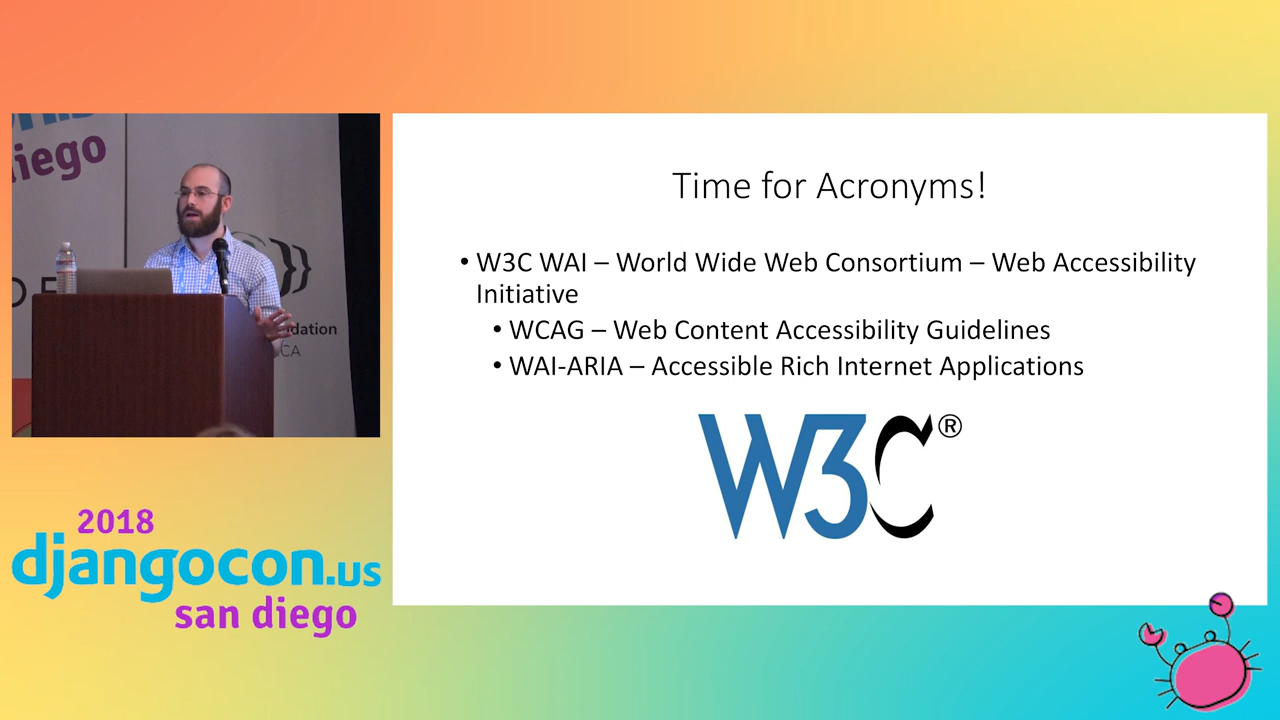 Time for Acronyms!
• W3C WAI – World Wide Web Consortium – Web Accessibility
Initiative
• WCAG – Web Content Accessibility Guidelines
• WAI-ARIA – Accessible Rich Internet Applications
W3C®
diego
dation
CA
2018
djangocon.us
san diego